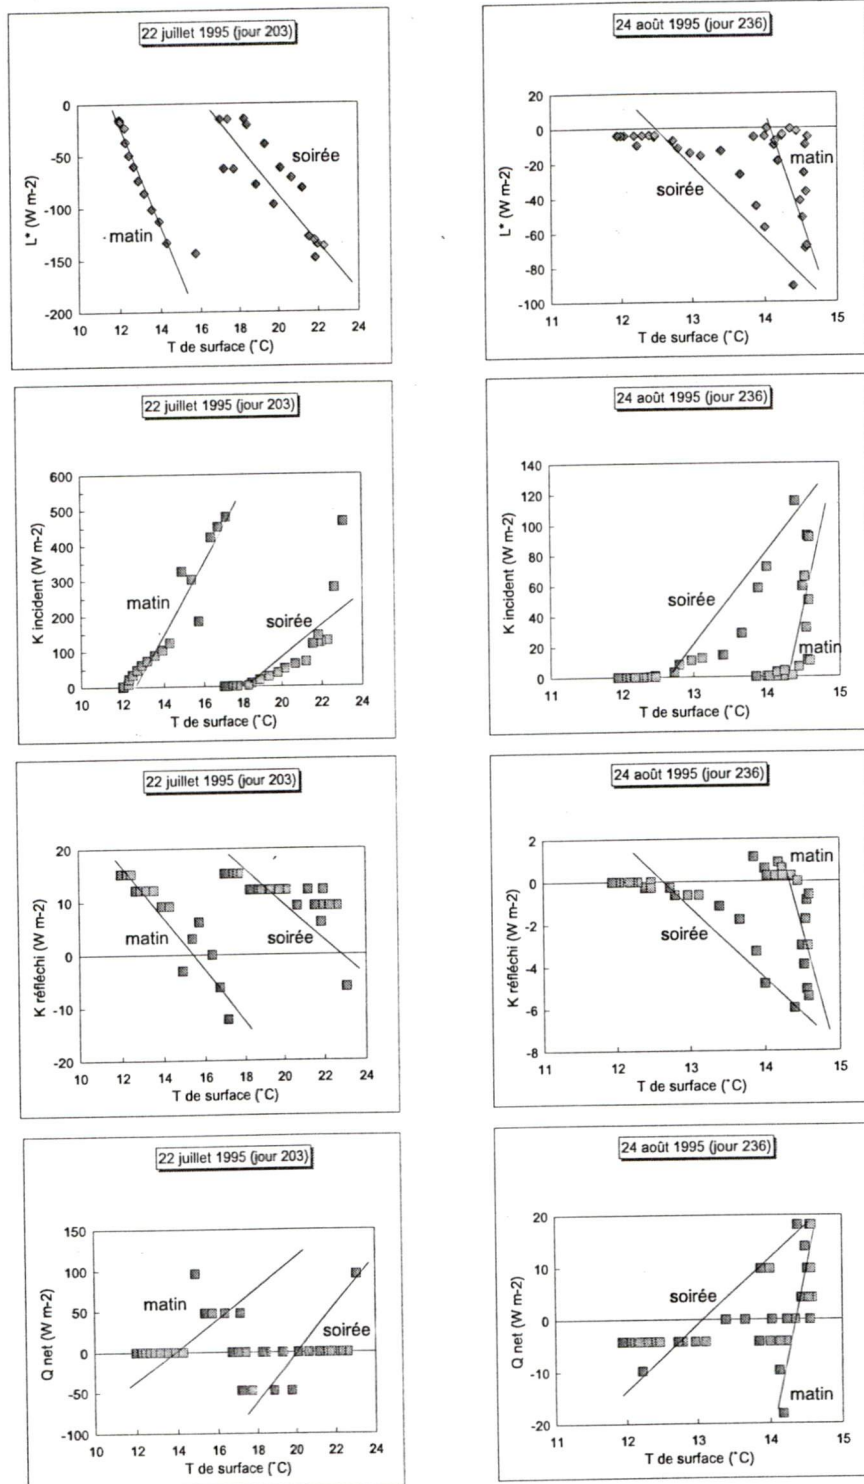 22 juillet 1995 (jour 203)
L* (W m-2)
0
-50
-100
-150
-200
matin
soirée
10 12 14 16 18 20 22 24
T de surface (˚C)
24 août 1995 (jour 236)
L* (W m-2)
20
0
-20
-40
-60
-80
-100
soirée
matin
11 12 13 14 15
T de surface (˚C)
22 juillet 1995 (jour 203)
K incident (W m-2)
600
500
400
300
200
100
0
matin
soirée
10 12 14 16 18 20 22 24
T de surface (˚C)
24 août 1995 (jour 236)
K incident (W m-2)
140
120
100
80
60
40
20
0
soirée
matin
11 12 13 14 15
T de surface (˚C)
22 juillet 1995 (jour 203)
K réfléchi (W m-2)
20
10
0
-10
-20
matin
soirée
10 12 14 16 18 20 22 24
T de surface (˚C)
24 août 1995 (jour 236)
K réfléchi (W m-2)
2
0
-2
-4
-6
-8
matin
soirée
11 12 13 14 15
T de surface (˚C)
22 juillet 1995 (jour 203)
Q net (W m-2)
150
100
50
0
-50
-100
matin
soirée
10 12 14 16 18 20 22 24
T de surface (˚C)
24 août 1995 (jour 236)
Q net (W m-2)
20
10
0
-10
-20
soirée
matin
11 12 13 14 15
T de surface (˚C)